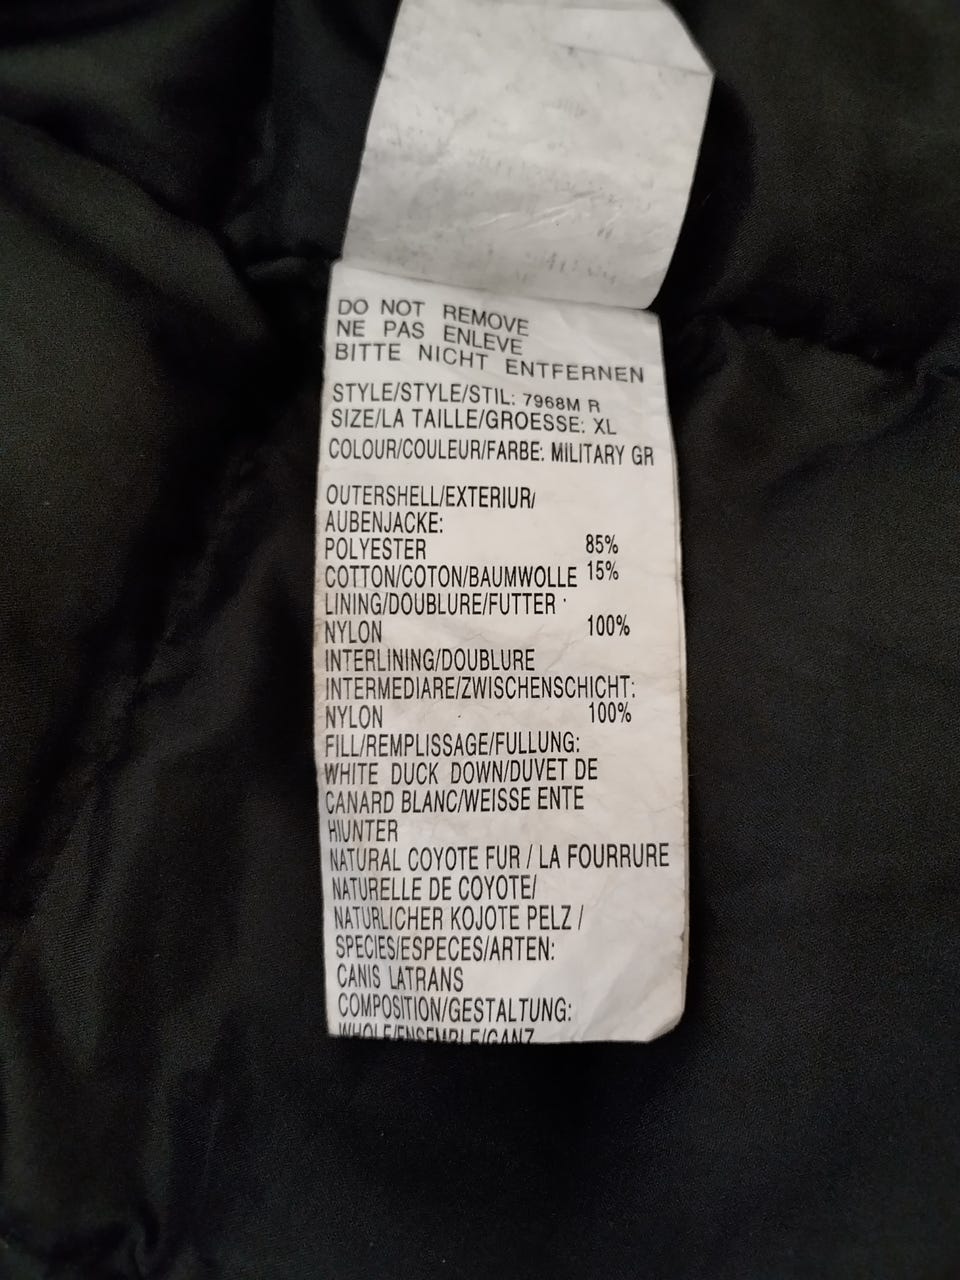 DO NOT REMOVE
NE PAS ENLEVE
BITTE NICHT ENTFERNEN
STYLE/STYLE/STIL: 7968M R
SIZE/LA TAILLE/GROESSE: XL
COLOUR/COULEUR/FARBE: MILITARY GR
OUTERSHELL/EXTERIUR/
AUBENJACKE:
POLYESTER 85%
COTTON/COTON/BAUMWOLLE 15%
LINING/DOUBLURE/FUTTER
NYLON 100%
INTERLINING/DOUBLURE
INTERMEDIARE/ZWISCHENSCHICHT:
NYLON 100%
FILL/REMPLISSAGE/FULLUNG:
WHITE DUCK DOWN/DUVET DE
CANARD BLANC/WEISSE ENTE
HIUNTER
NATURAL COYOTE FUR / LA FOURRURE
NATURELLE DE COYOTE/
NATURLICHER KOJOTE PELZ /
SPECIES/ESPECES/ARTEN:
CANIS LATRANS
COMPOSITION/GESTALTUNG:
WHOLE/ENSEMBLE/GANZ